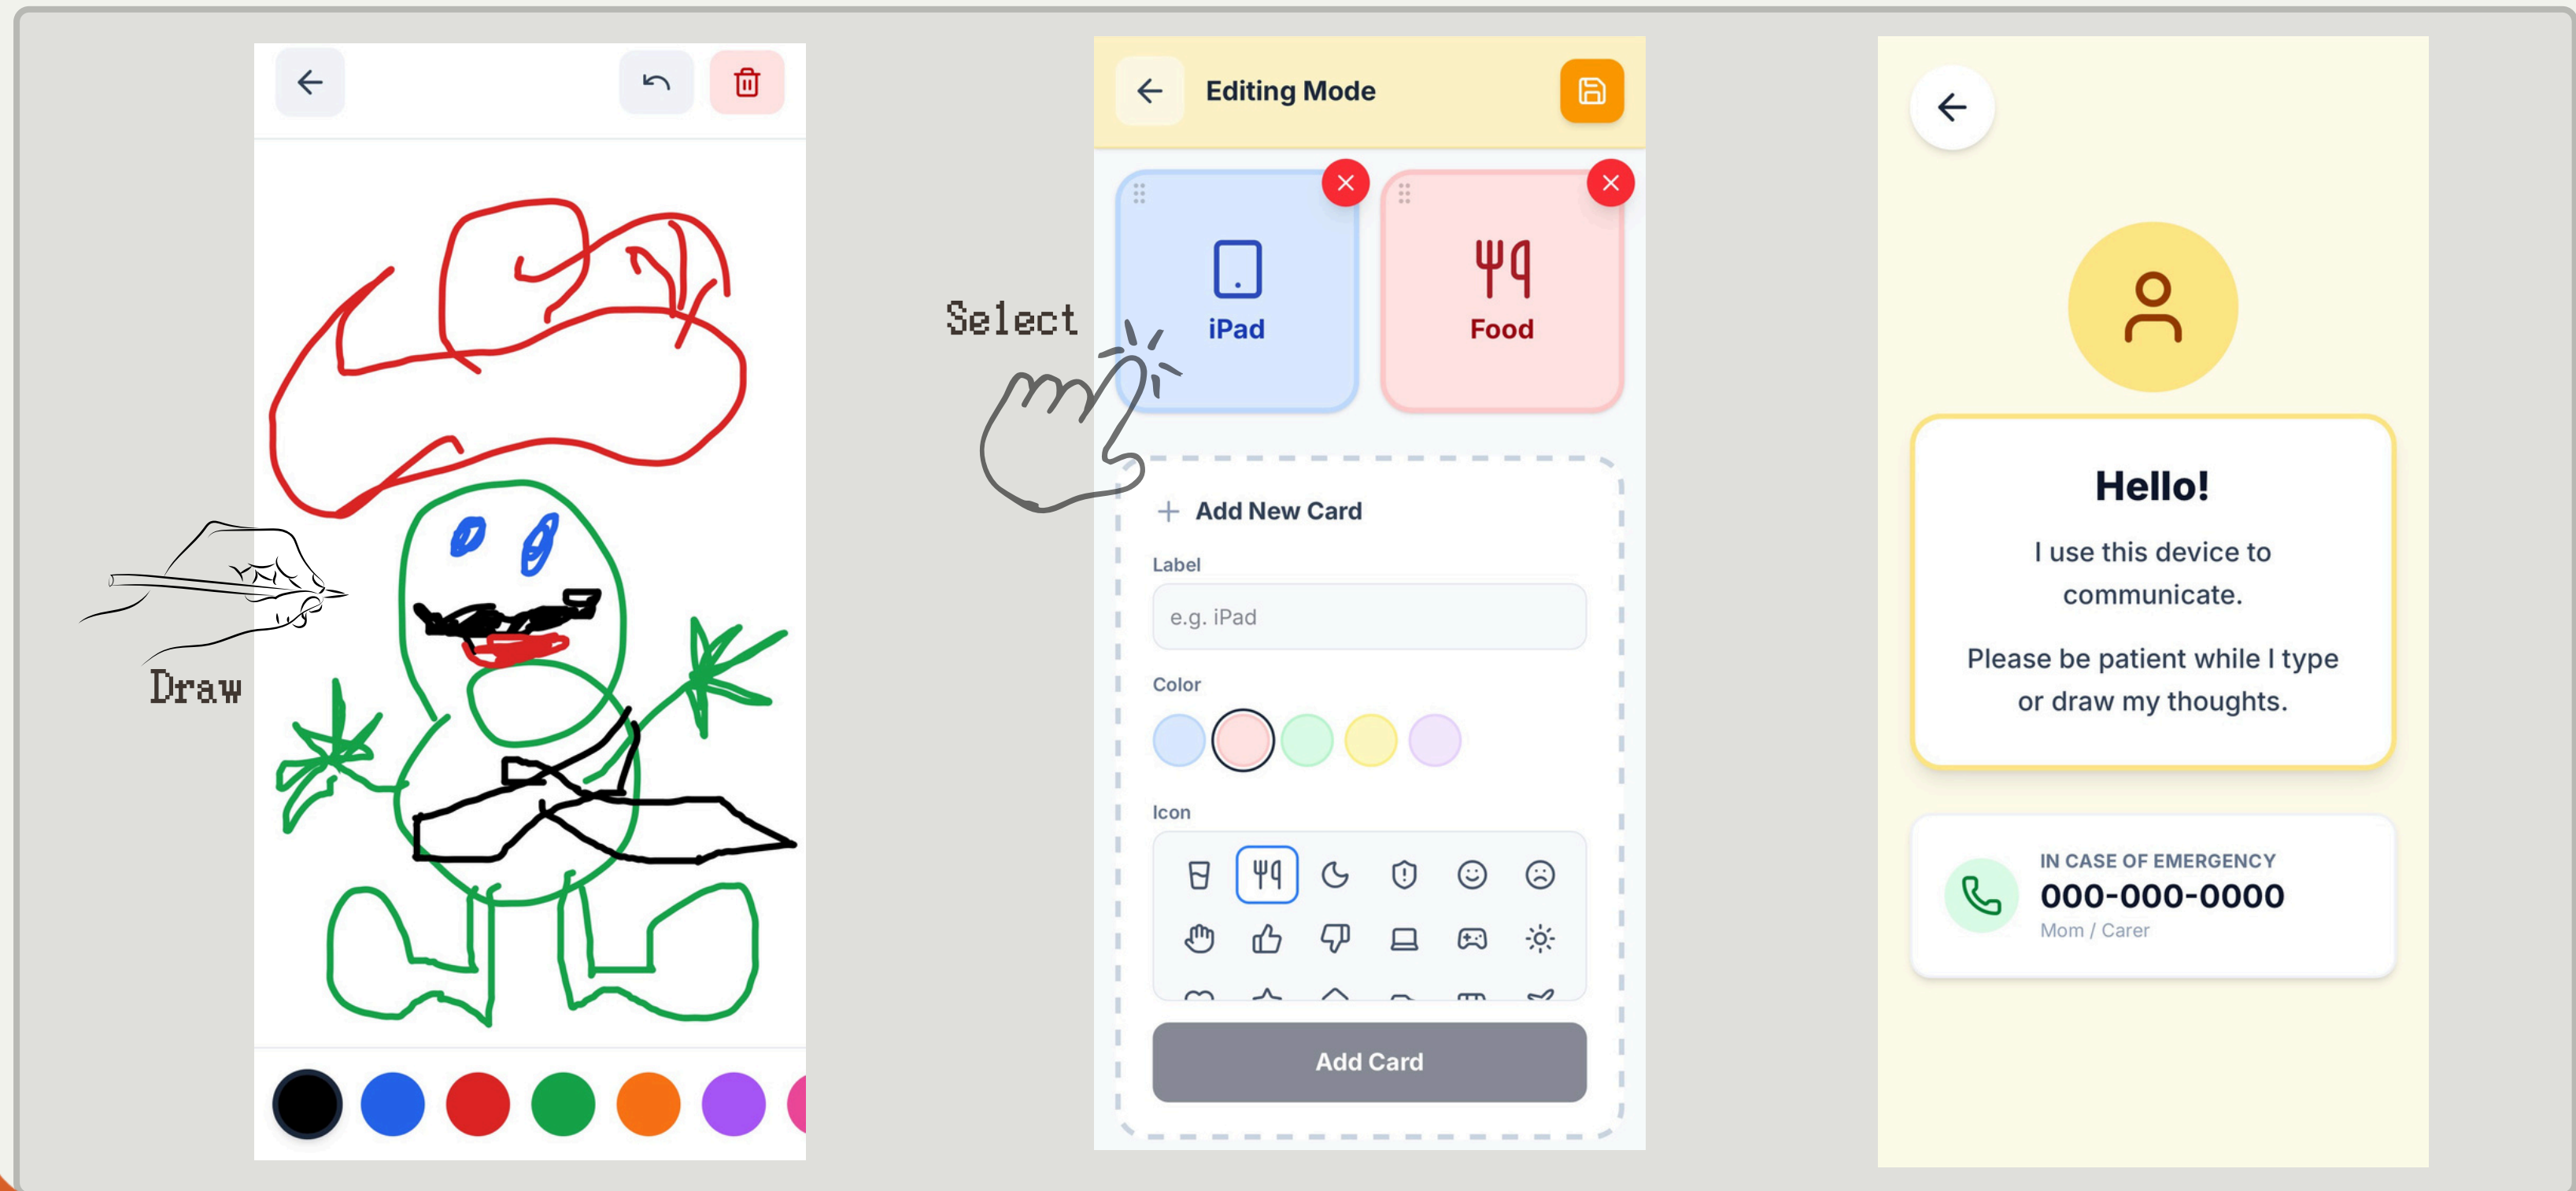 Draw
Select
Editing Mode
iPad
Food
Add New Card
Label
e.g. iPad
Color
Icon
Add Card
Hello!
I use this device to
communicate.
Please be patient while I type
or draw my thoughts.
IN CASE OF EMERGENCY
000-000-0000
Mom / Carer